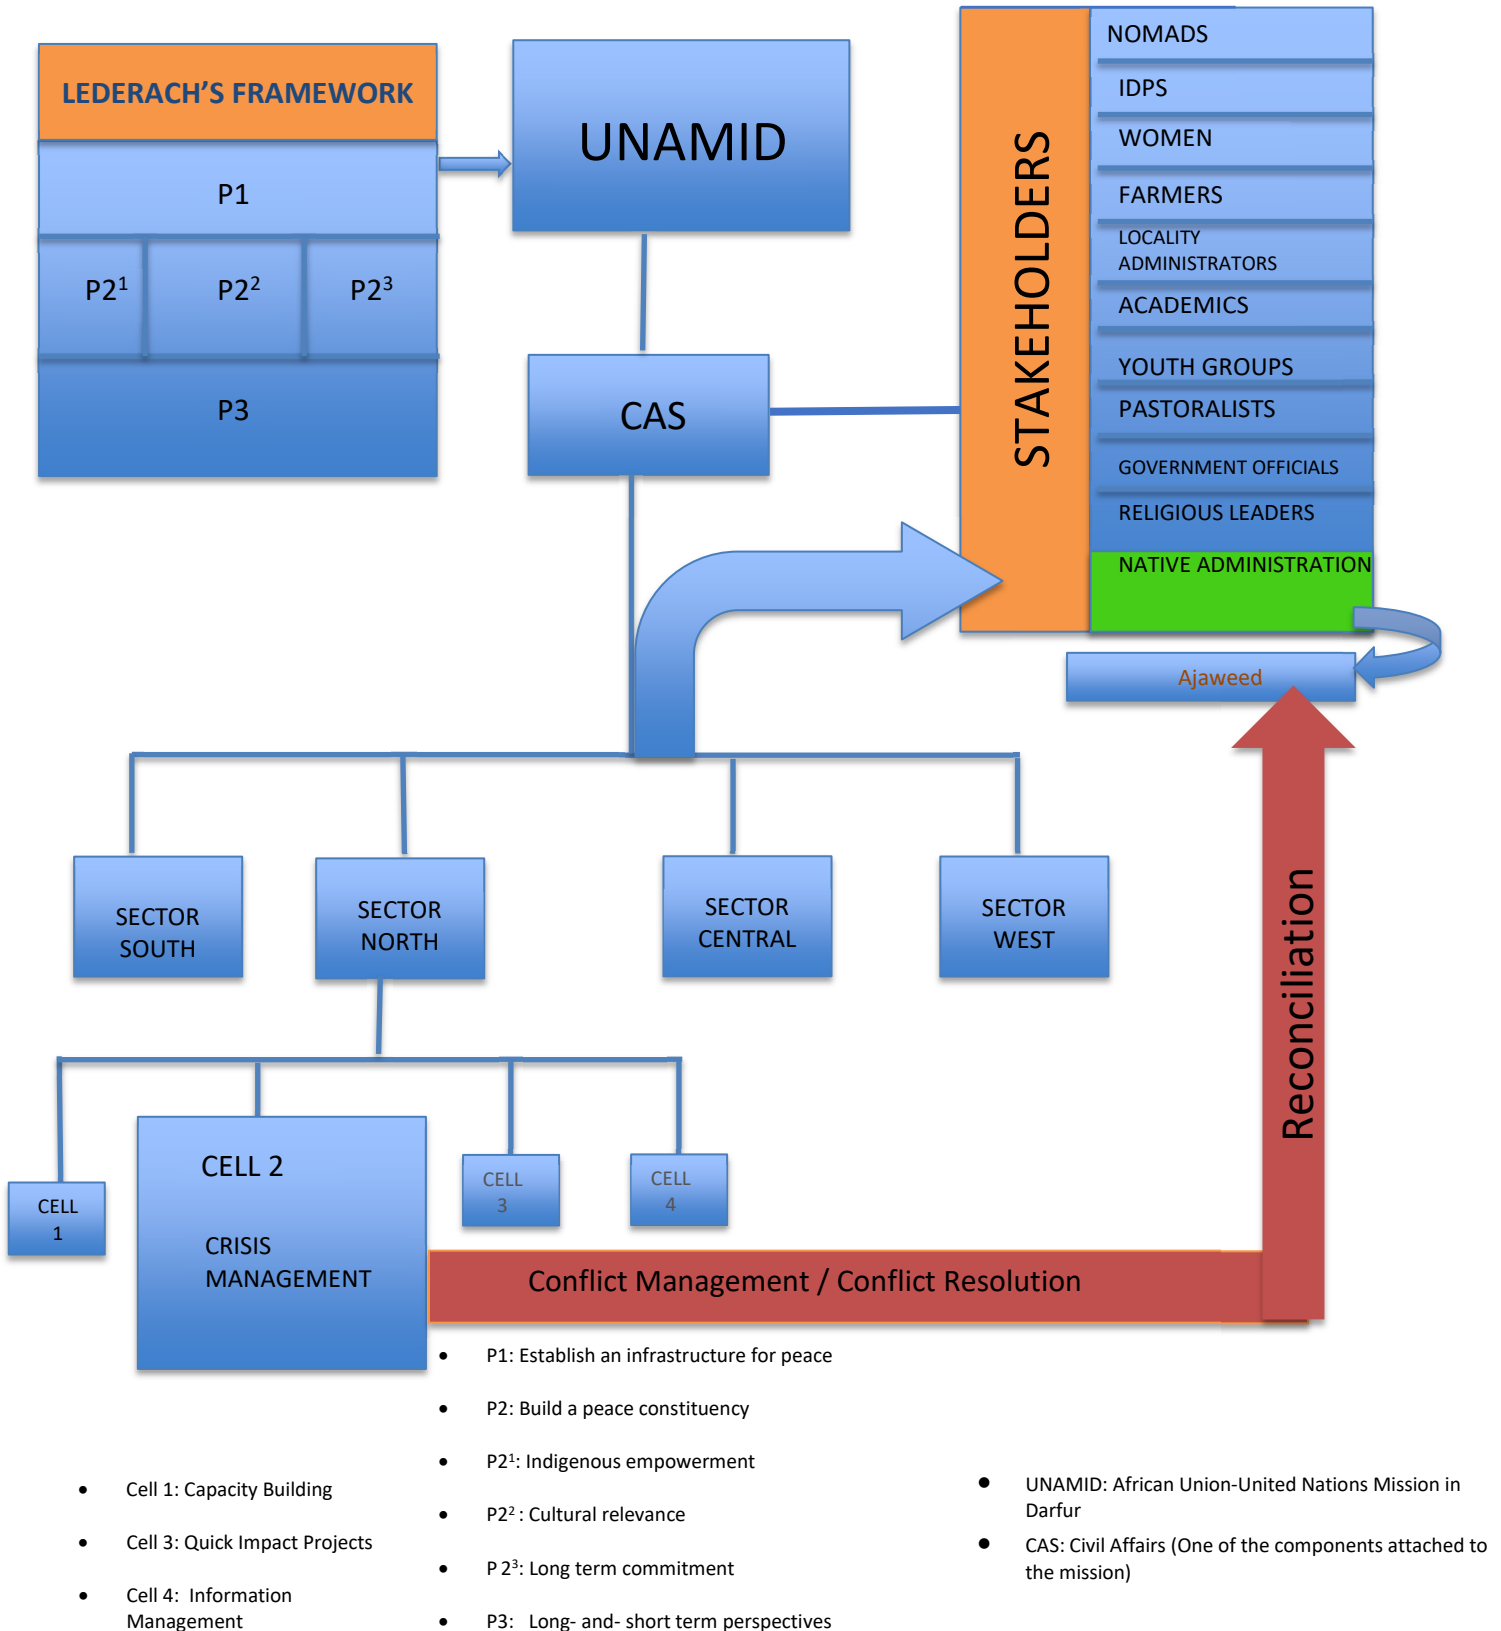 LEDERACH'S FRAMEWORK
P1
P2¹
P2²
P2³
P3
UNAMID
CAS
STAKEHOLDERS
NOMADS
IDPS
WOMEN
FARMERS
LOCALITY
ADMINISTRATORS
ACADEMICS
YOUTH GROUPS
PASTORALISTS
GOVERNMENT OFFICIALS
RELIGIOUS LEADERS
NATIVE ADMINISTRATION
Ajaweed
SECTOR
SOUTH
SECTOR
NORTH
SECTOR
CENTRAL
SECTOR
WEST
Reconciliation
CELL
1
CELL 2
CRISIS
MANAGEMENT
CELL
3
CELL
4
Conflict Management / Conflict Resolution
• Cell 1: Capacity Building
• Cell 3: Quick Impact Projects
• Cell 4: Information
Management
• P1: Establish an infrastructure for peace
• P2: Build a peace constituency
• P2¹: Indigenous empowerment
• P2² : Cultural relevance
• P 2³: Long term commitment
• P3: Long- and- short term perspectives
• UNAMID: African Union-United Nations Mission in
Darfur
• CAS: Civil Affairs (One of the components attached to
the mission)